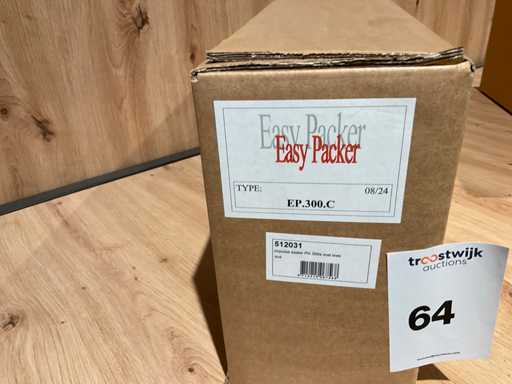 Easy Packer
Easy Packer
TYPE:
08/24
EP.300.C
512031
troostwijk
auctions
64